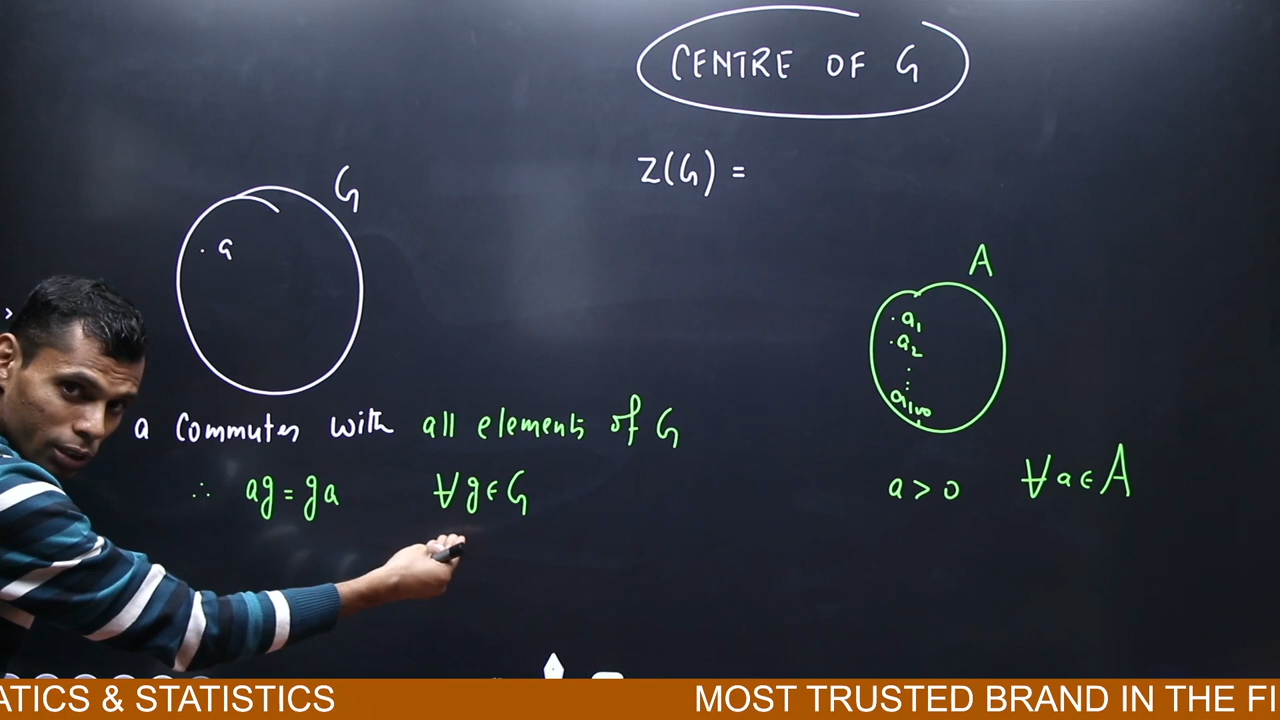 CENTRE OF G
Z(G) =
G
. a
a commutes with all elements of G
∴ ag = ga ∀ g ∈ G
A
. a₁
. a₂
⋮
a₁₀₀
a > 0 ∀ a ∈ A
ATICS & STATISTICS
MOST TRUSTED BRAND IN THE FI